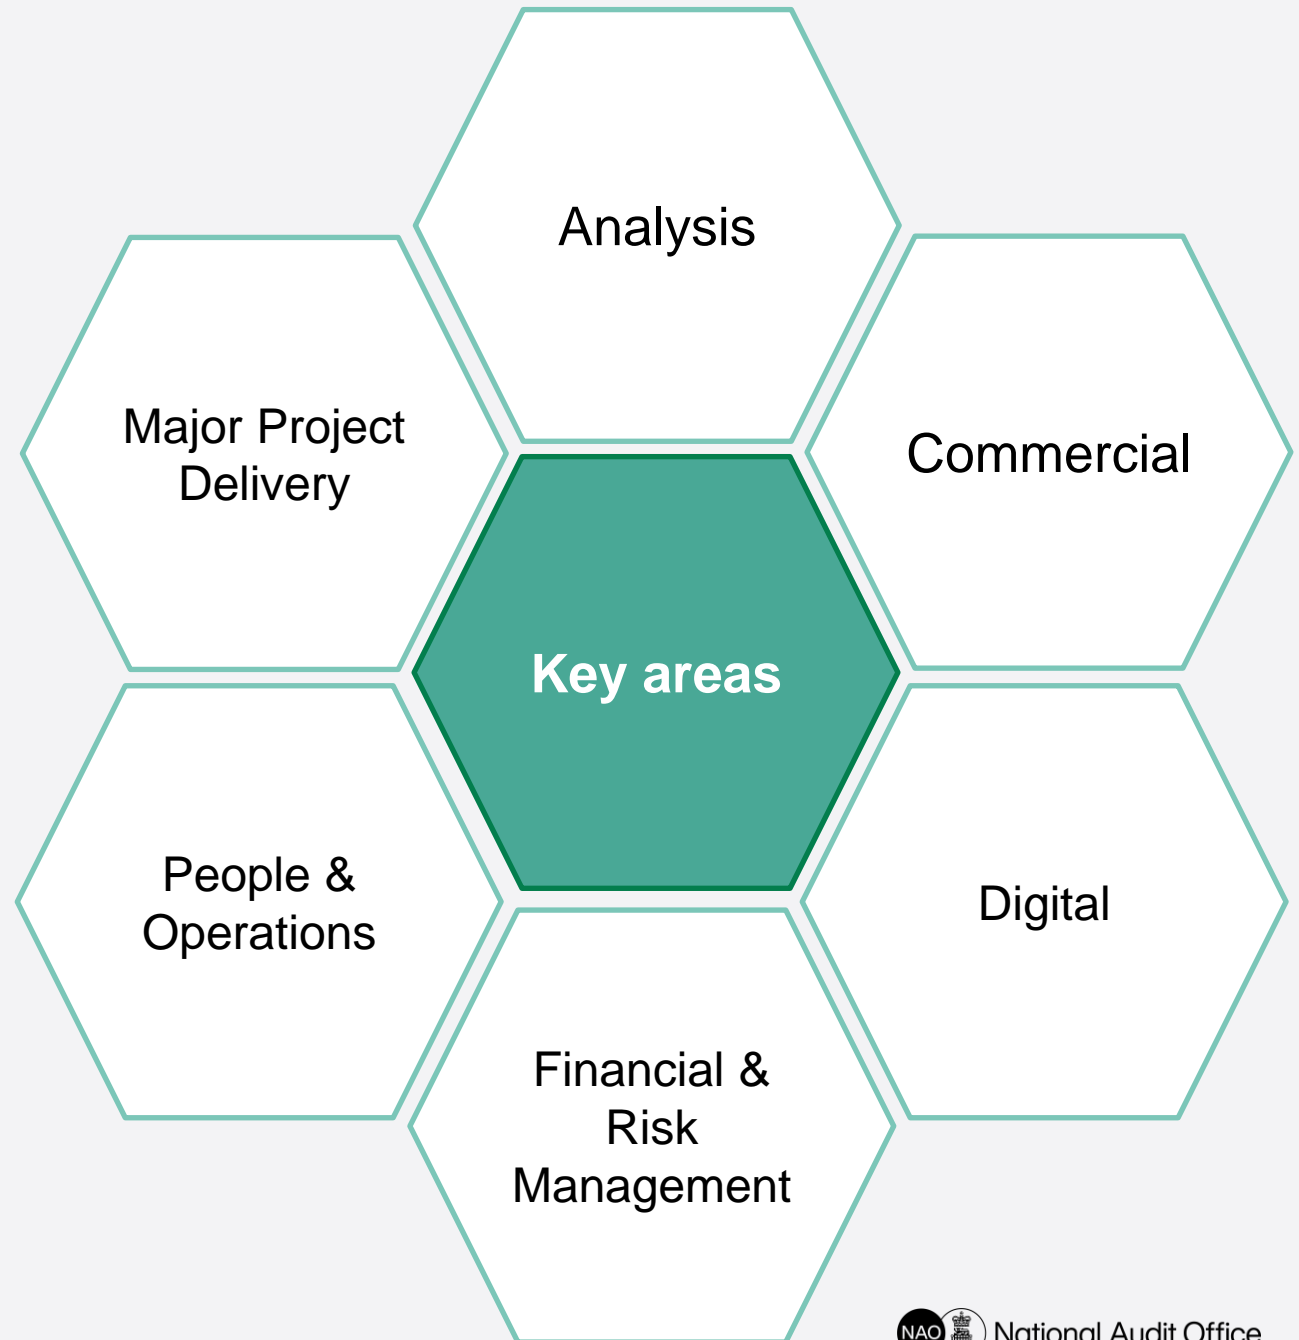 Analysis
Major Project
Delivery
Commercial
Key areas
People &
Operations
Digital
Financial &
Risk
Management
NAO
National Audit Office